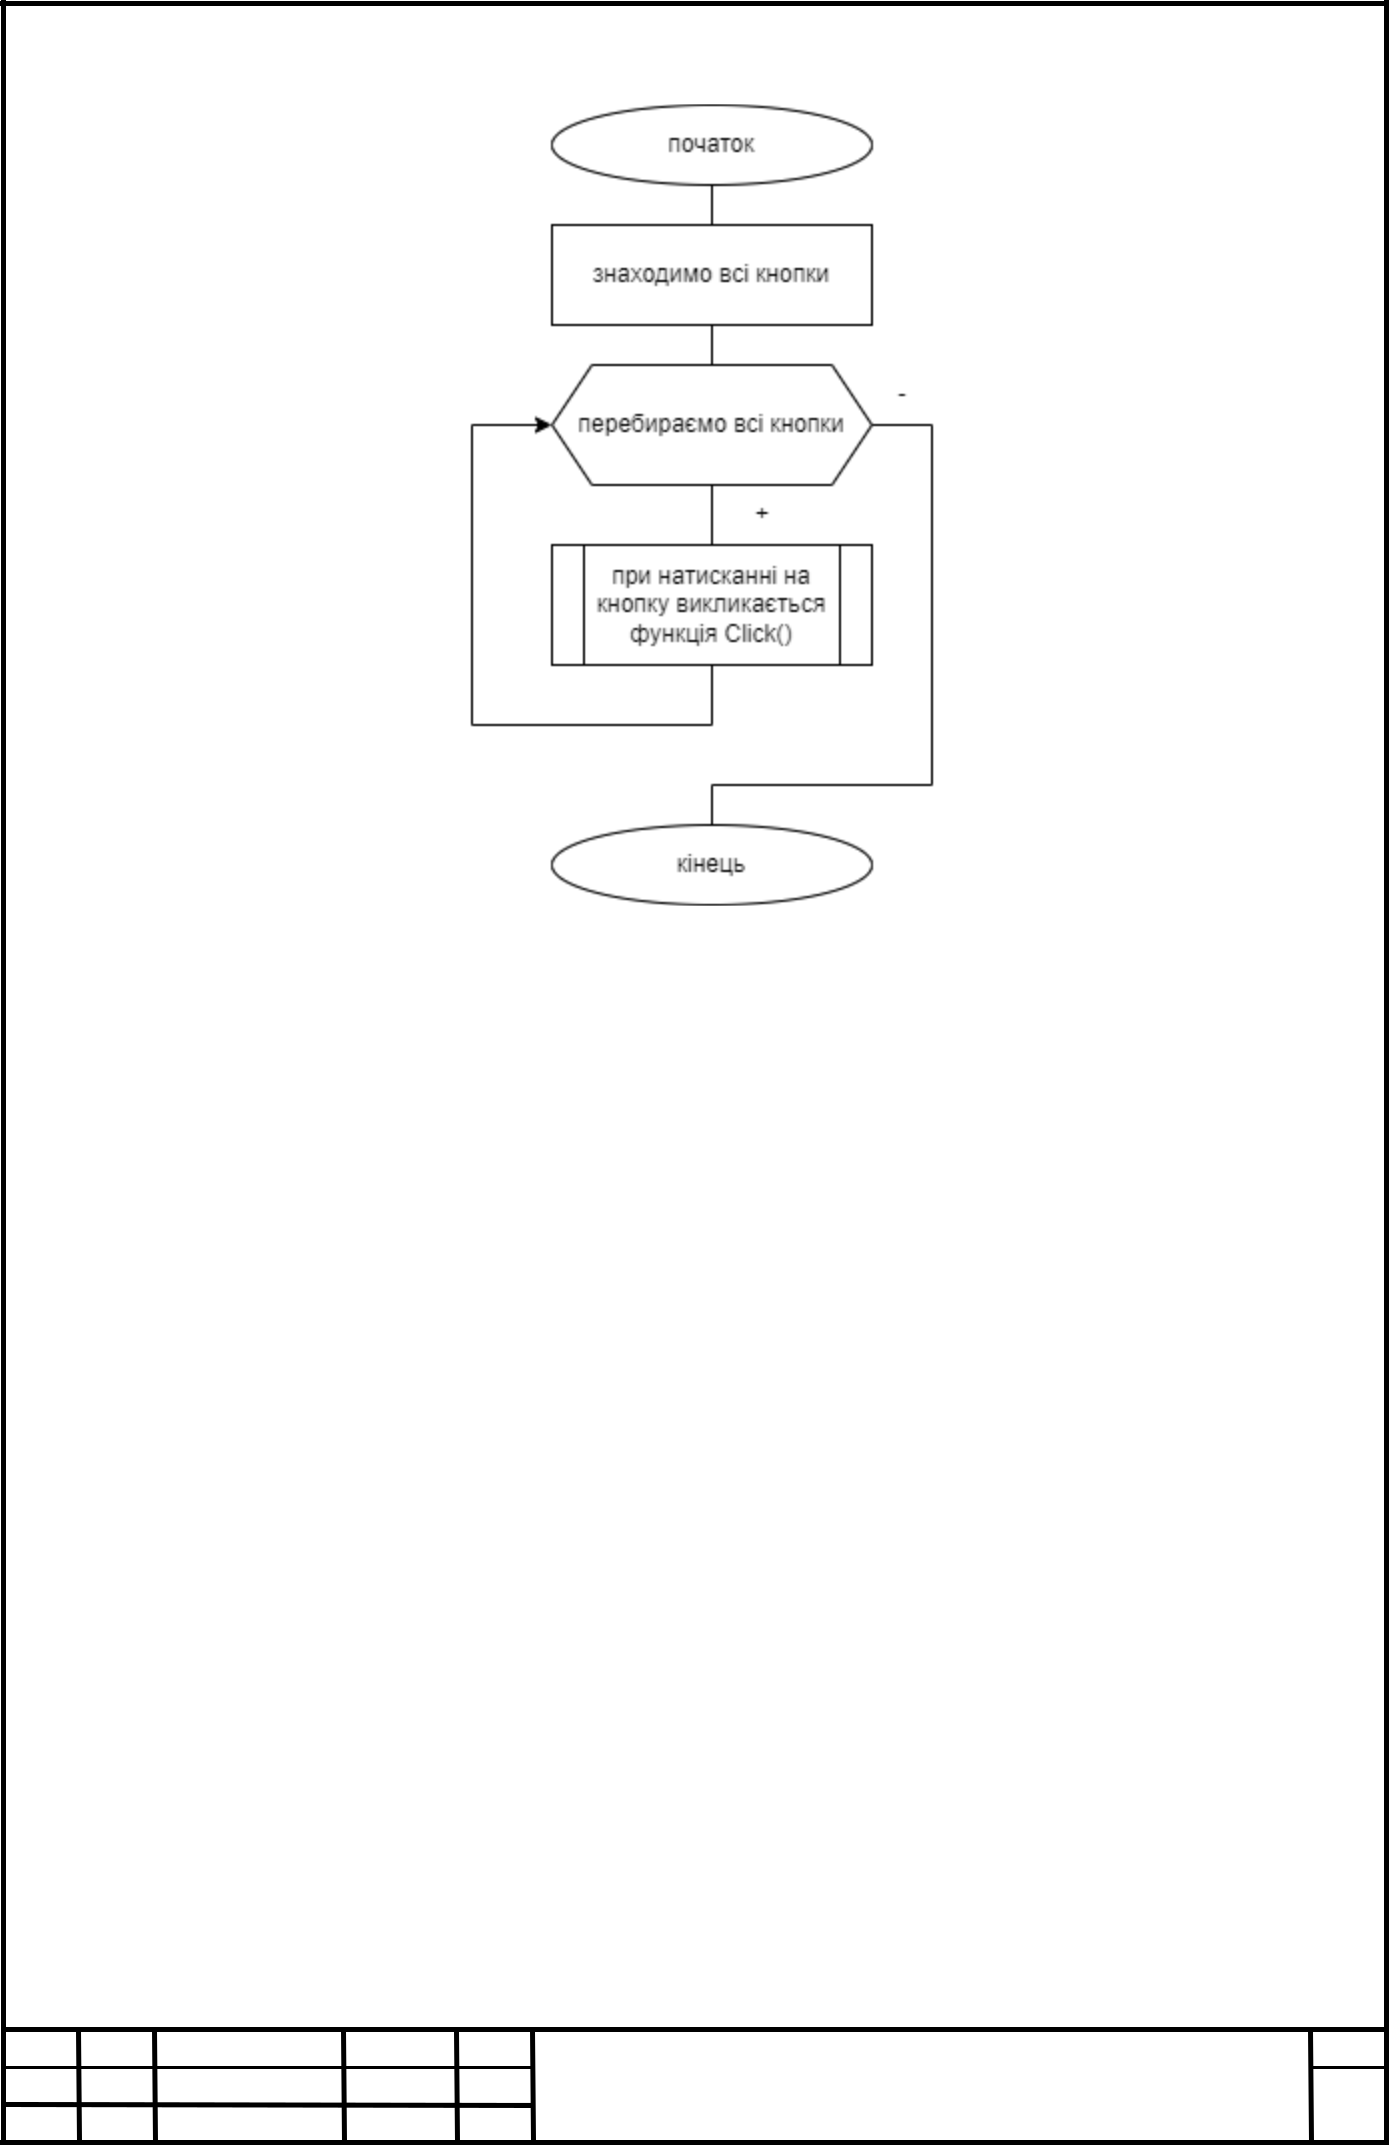 початок
знаходимо всі кнопки
-
перебираємо всі кнопки
+
при натисканні на
кнопку викликається
функція Click()
кінець